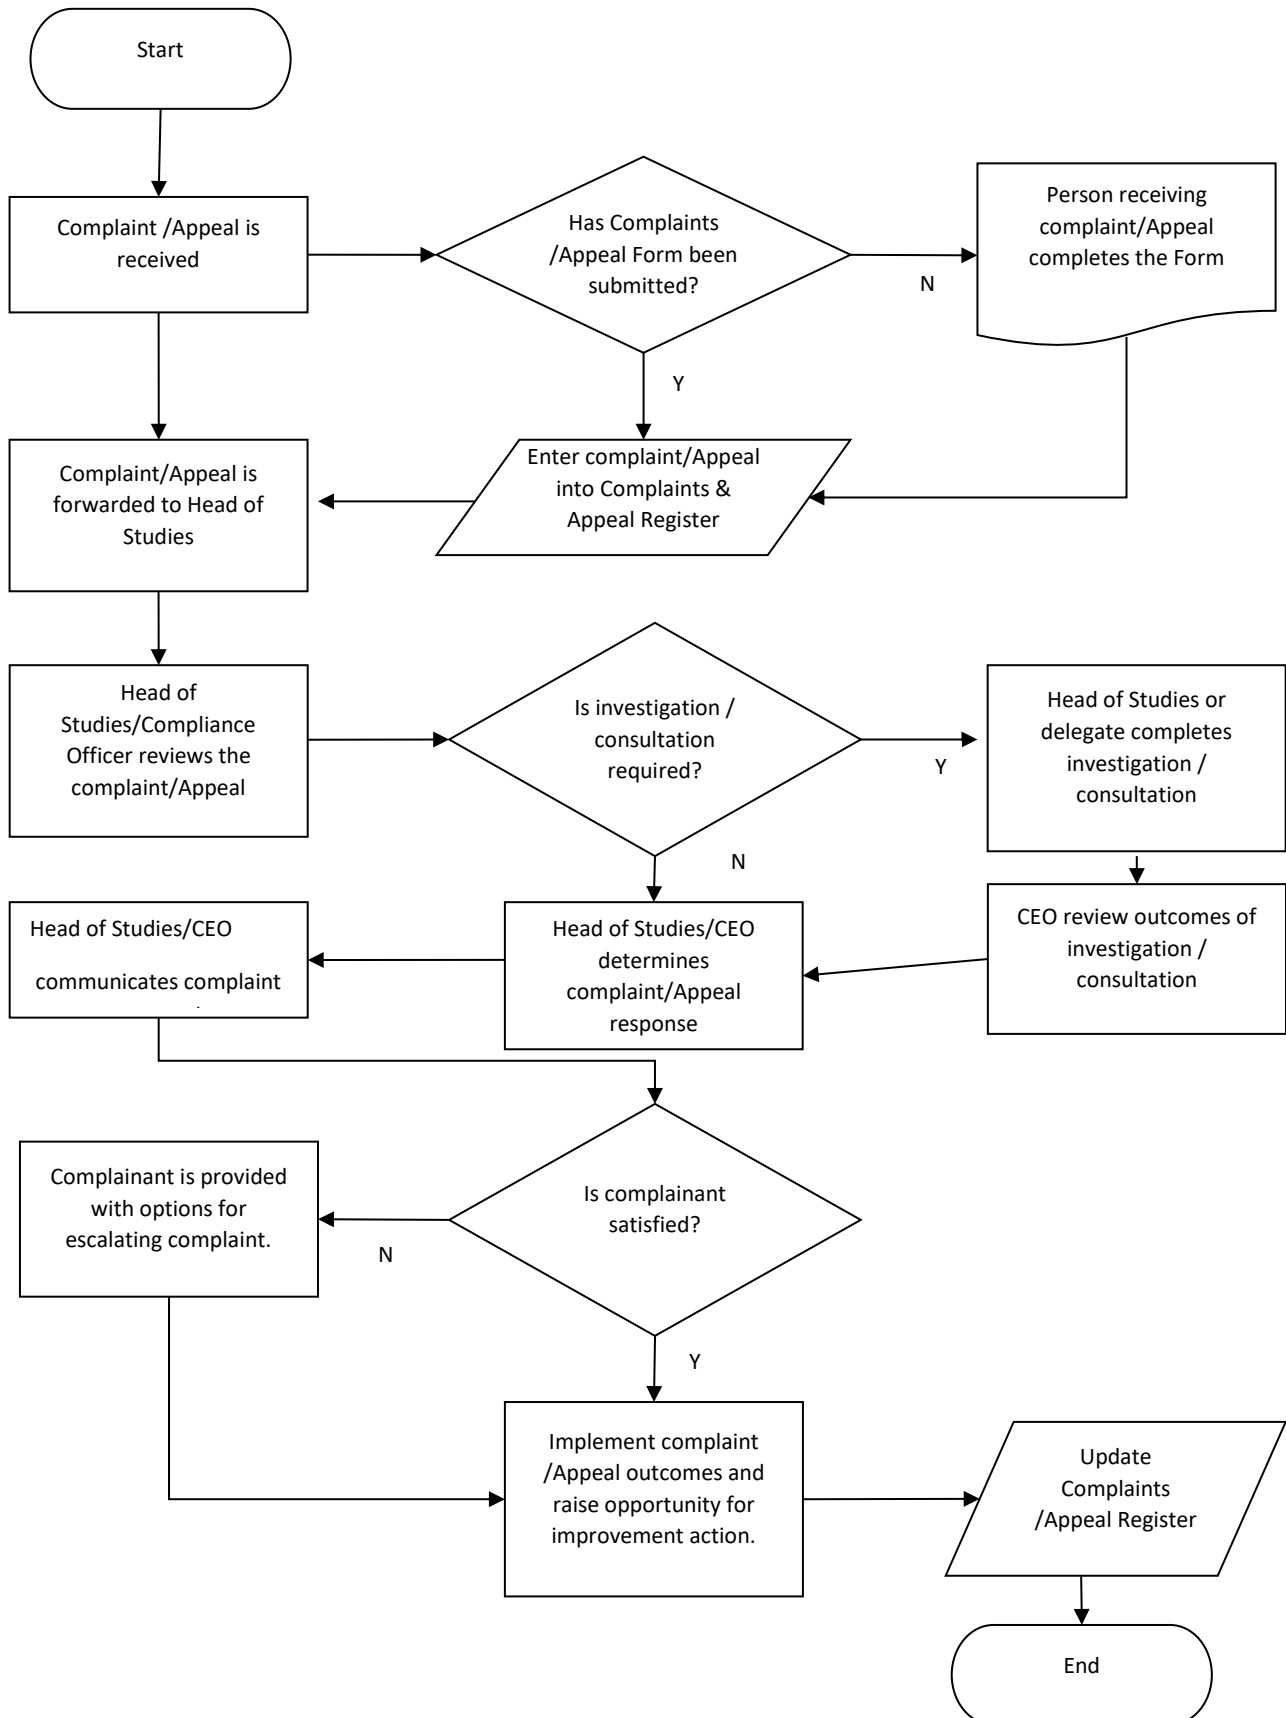 Start
Complaint /Appeal is
received
Has Complaints
/Appeal Form been
submitted?
N
Person receiving
complaint/Appeal
completes the Form
Y
Complaint/Appeal is
forwarded to Head of
Studies
Enter complaint/Appeal
into Complaints &
Appeal Register
Head of
Studies/Compliance
Officer reviews the
complaint/Appeal
Is investigation /
consultation
required?
Y
Head of Studies or
delegate completes
investigation /
consultation
N
Head of Studies/CEO
communicates complaint
Head of Studies/CEO
determines
complaint/Appeal
response
CEO review outcomes of
investigation /
consultation
Complainant is provided
with options for
escalating complaint.
N
Is complainant
satisfied?
Y
Implement complaint
/Appeal outcomes and
raise opportunity for
improvement action.
Update
Complaints
/Appeal Register
End